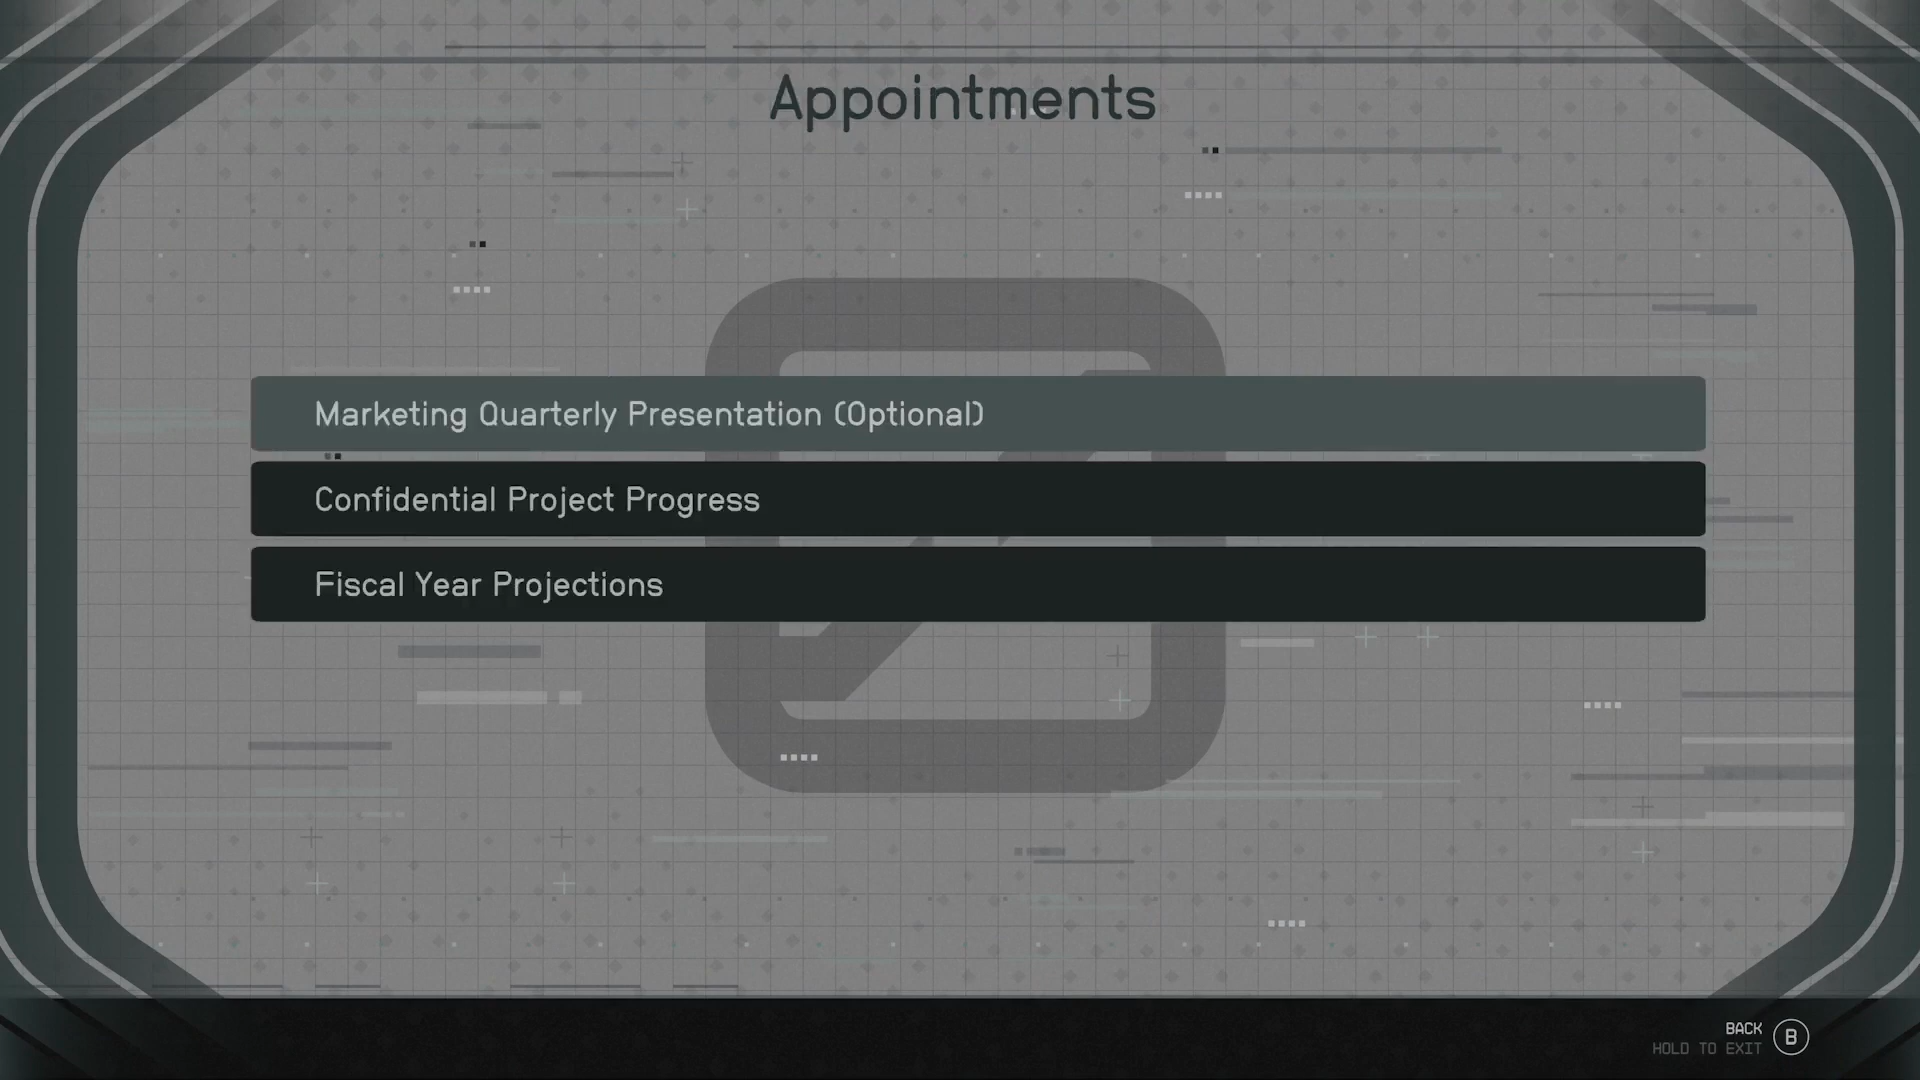 Appointments
Marketing Quarterly Presentation (Optional)
Confidential Project Progress
Fiscal Year Projections
BACK
HOLD TO EXIT
B